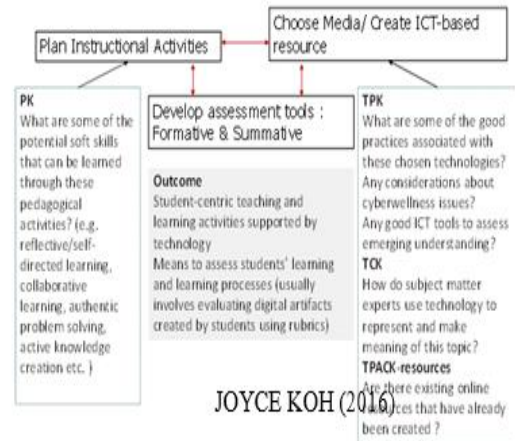 Plan Instructional Activities
Choose Media/ Create ICT-based
resource
Develop assessment tools :
Formative & Summative
PK
What are some of the
potential soft skills
that can be learned
through these
pedagogical
activities? (e.g.
reflective/self-
directed learning,
collaborative
learning, authentic
problem solving,
active knowledge
creation etc. )
Outcome
Student-centric teaching and
learning activities supported by
technology
Means to assess students' learning
and learning processes (usually
involves evaluating digital artifacts
created by students using rubrics)
TPK
What are some of the good
practices associated with
these chosen technologies?
Any considerations about
cyberwellness issues?
Any good ICT tools to assess
emerging understanding?
TCK
How do subject matter
experts use technology to
represent and make
meaning of this topic?
TPACK-resources
Are there existing online
resources that have already
been created ?
JOYCE KOH (2016)